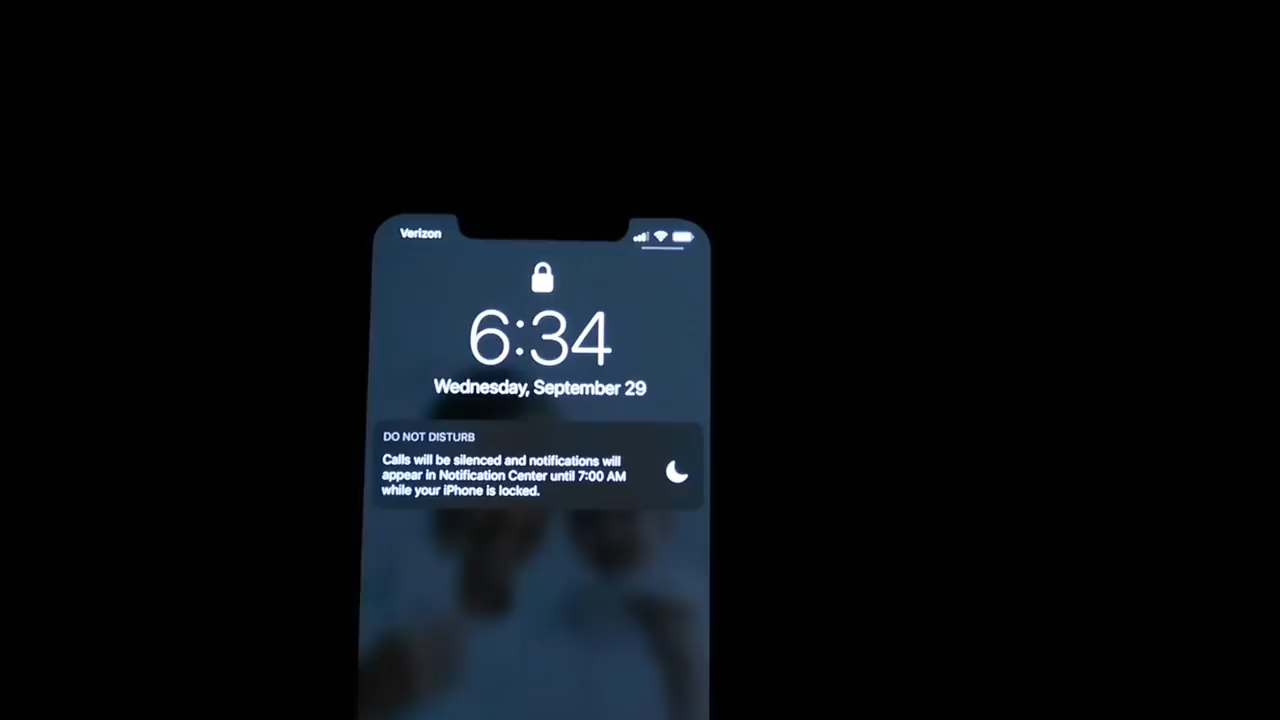 Verizon
6:34
Wednesday, September 29
DO NOT DISTURB
Calls will be silenced and notifications will
appear in Notification Center until 7:00 AM
while your iPhone is locked.